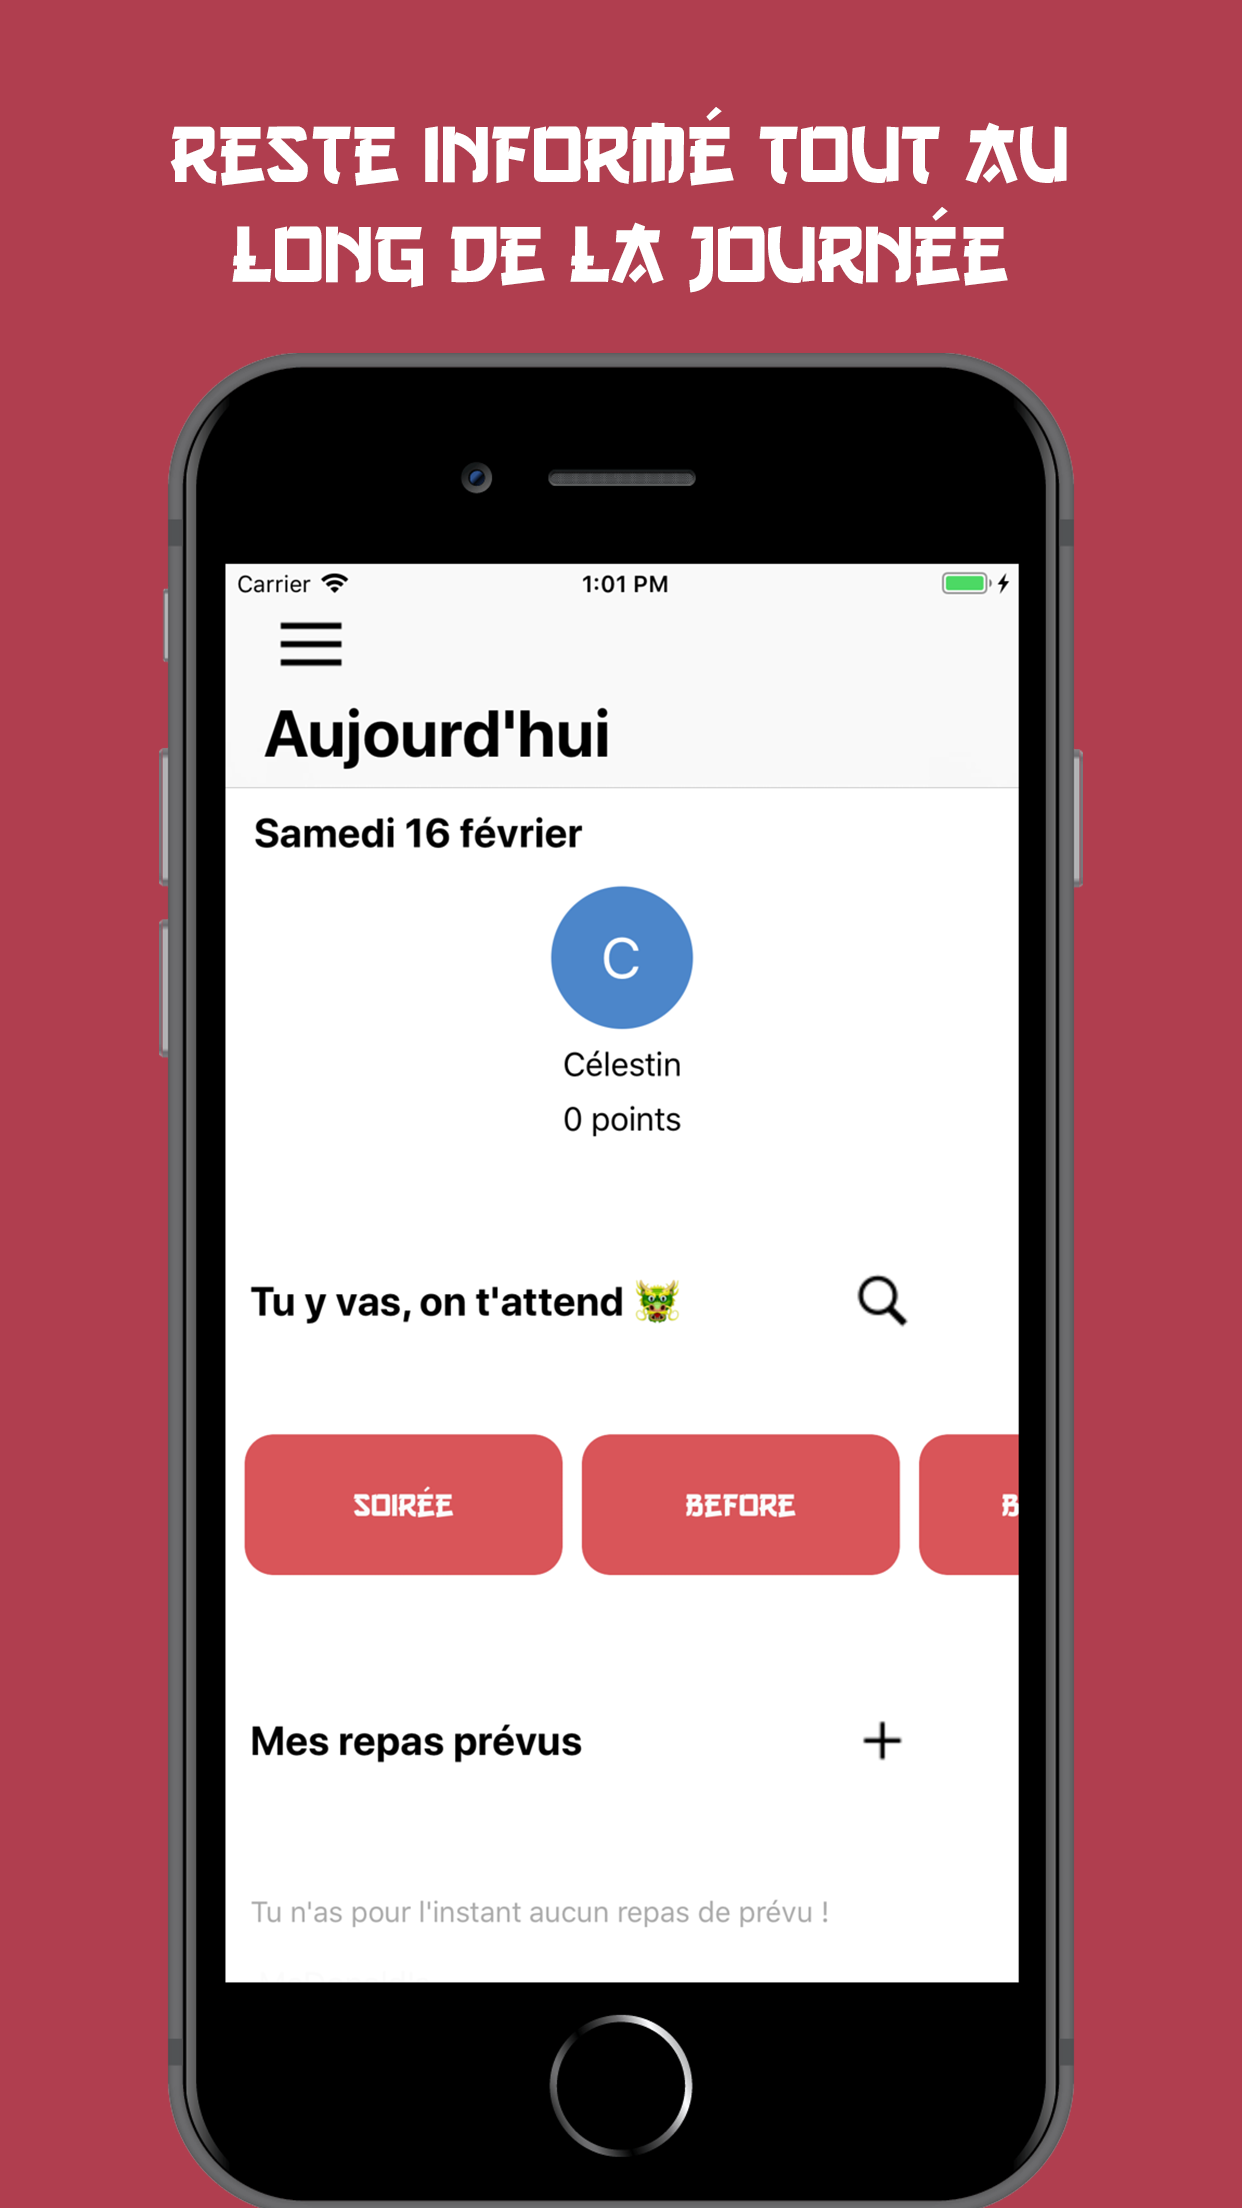 RESTE INFORMÉ TOUT AU
LONG DE LA JOURNÉE
Carrier 1:01 PM
Aujourd'hui
Samedi 16 février
C
Célestin
0 points
Tu y vas, on t'attend 🐲
SOIRÉE BEFORE
Mes repas prévus
Tu n'as pour l'instant aucun repas de prévu !